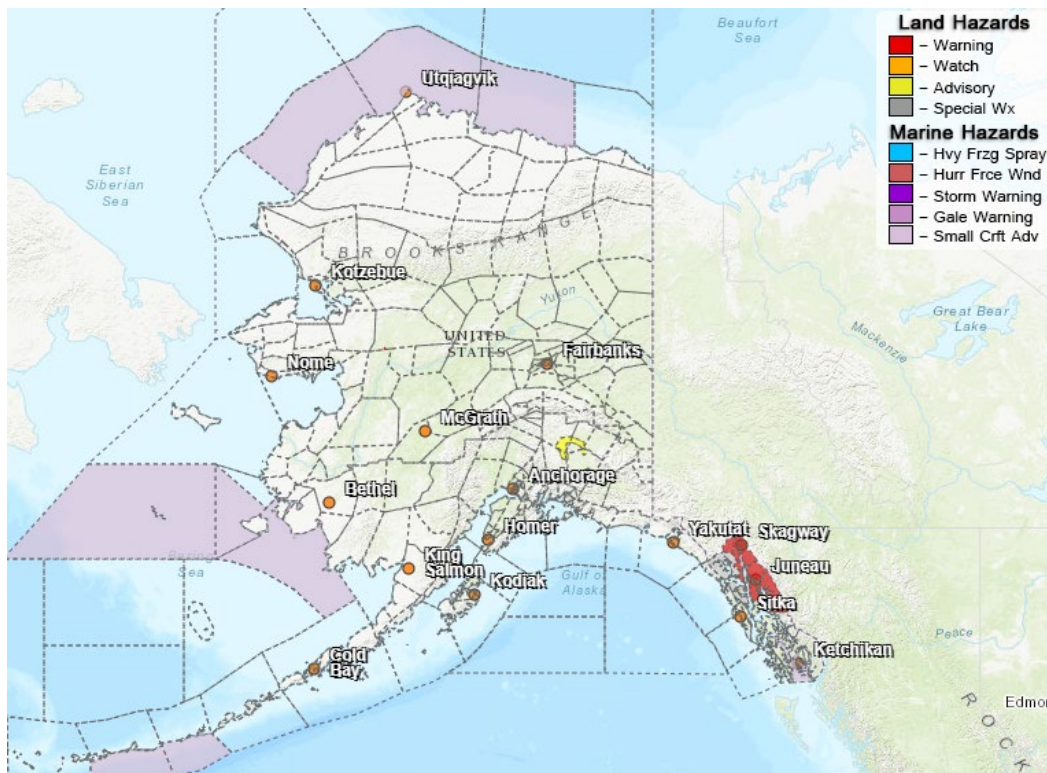 Beaufort
Sea
Land Hazards
– Warning
– Watch
– Advisory
– Special Wx
Marine Hazards
– Hvy Frzg Spray
– Hurr Frce Wnd
– Storm Warning
– Gale Warning
– Small Crft Adv
Utqiagvik
East
Siberian
Sea
BROOKS RANGE
Kotzebue
Yukon
Great Bear
Lake
Mackenzie
UNITED
STATES
Fairbanks
Nome
McGrath
Anchorage
Bethel
Homer
Yakutat
Skagway
Bering
Sea
King
Salmon
Juneau
Gulf of
Alaska
Kodiak
Sitka
Peace
Ketchikan
Cold
Bay
Edmon
ROCK